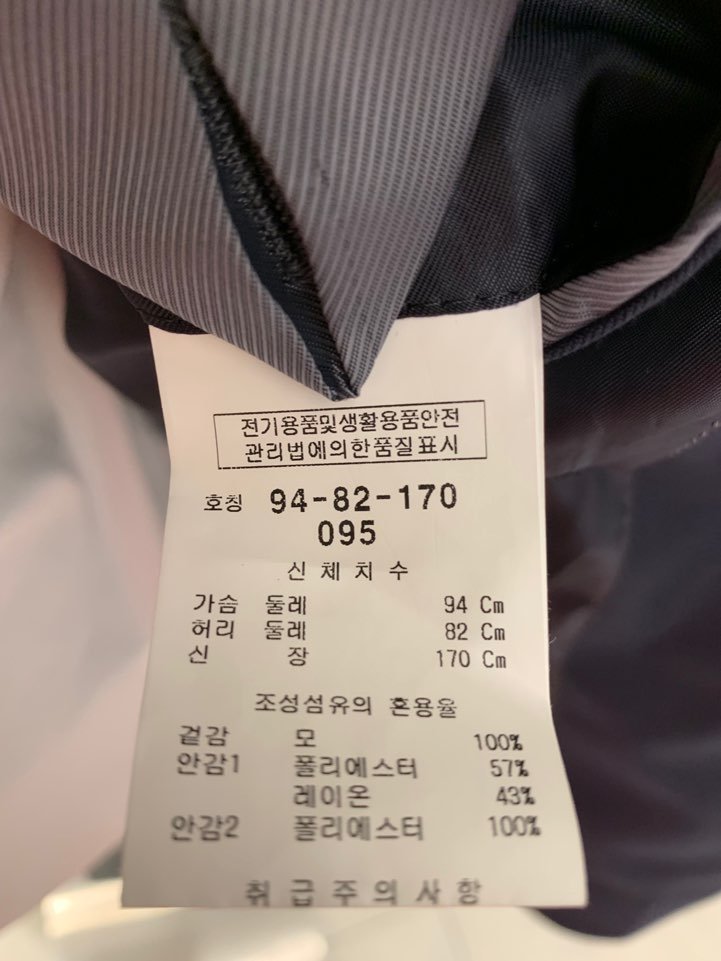 전기용품및생활용품안전
관리법에의한품질표시
호칭 94-82-170
095
신 체 치 수
가슴 둘레 94 Cm
허리 둘레 82 Cm
신 장 170 Cm
조성섬유의 혼용율
겉감 모 100%
안감1 폴리에스터 57%
레이온 43%
안감2 폴리에스터 100%
취 급 주 의 사 항